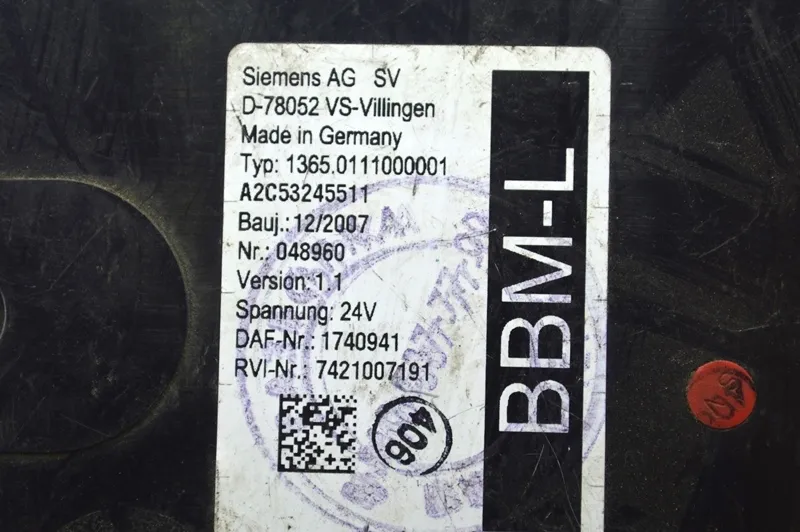 Siemens AG SV
D-78052 VS-Villingen
Made in Germany
Typ: 1365.0111000001
A2C53245511
Bauj.: 12/2007
Nr.: 048960
Version: 1.1
Spannung: 24V
DAF-Nr.: 1740941
RVI-Nr.: 7421007191
406
BBM-L